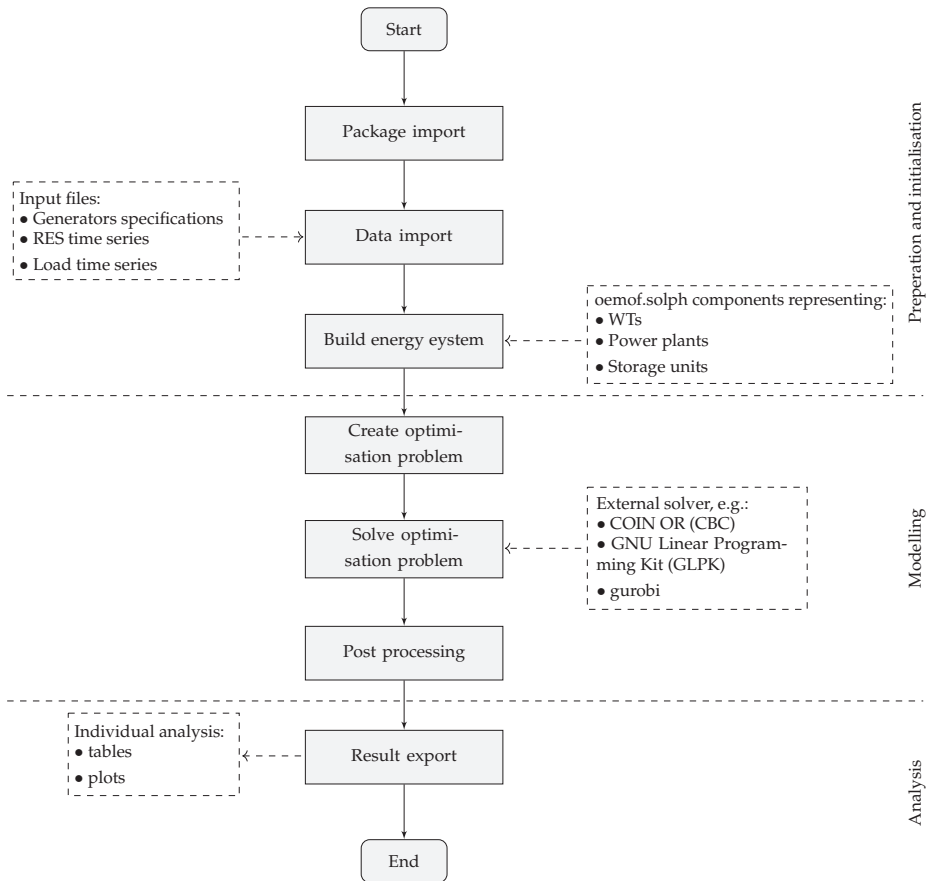 Start
Package import
Preperation and initialisation
Input files:
● Generators specifications
● RES time series
● Load time series
Data import
oemof.solph components representing:
● WTs
● Power plants
● Storage units
Build energy eystem
Create optimi-
sation problem
External solver, e.g.:
● COIN OR (CBC)
● GNU Linear Program-
ming Kit (GLPK)
● gurobi
Solve optimi-
sation problem
Modelling
Post processing
Individual analysis:
● tables
● plots
Result export
Analysis
End